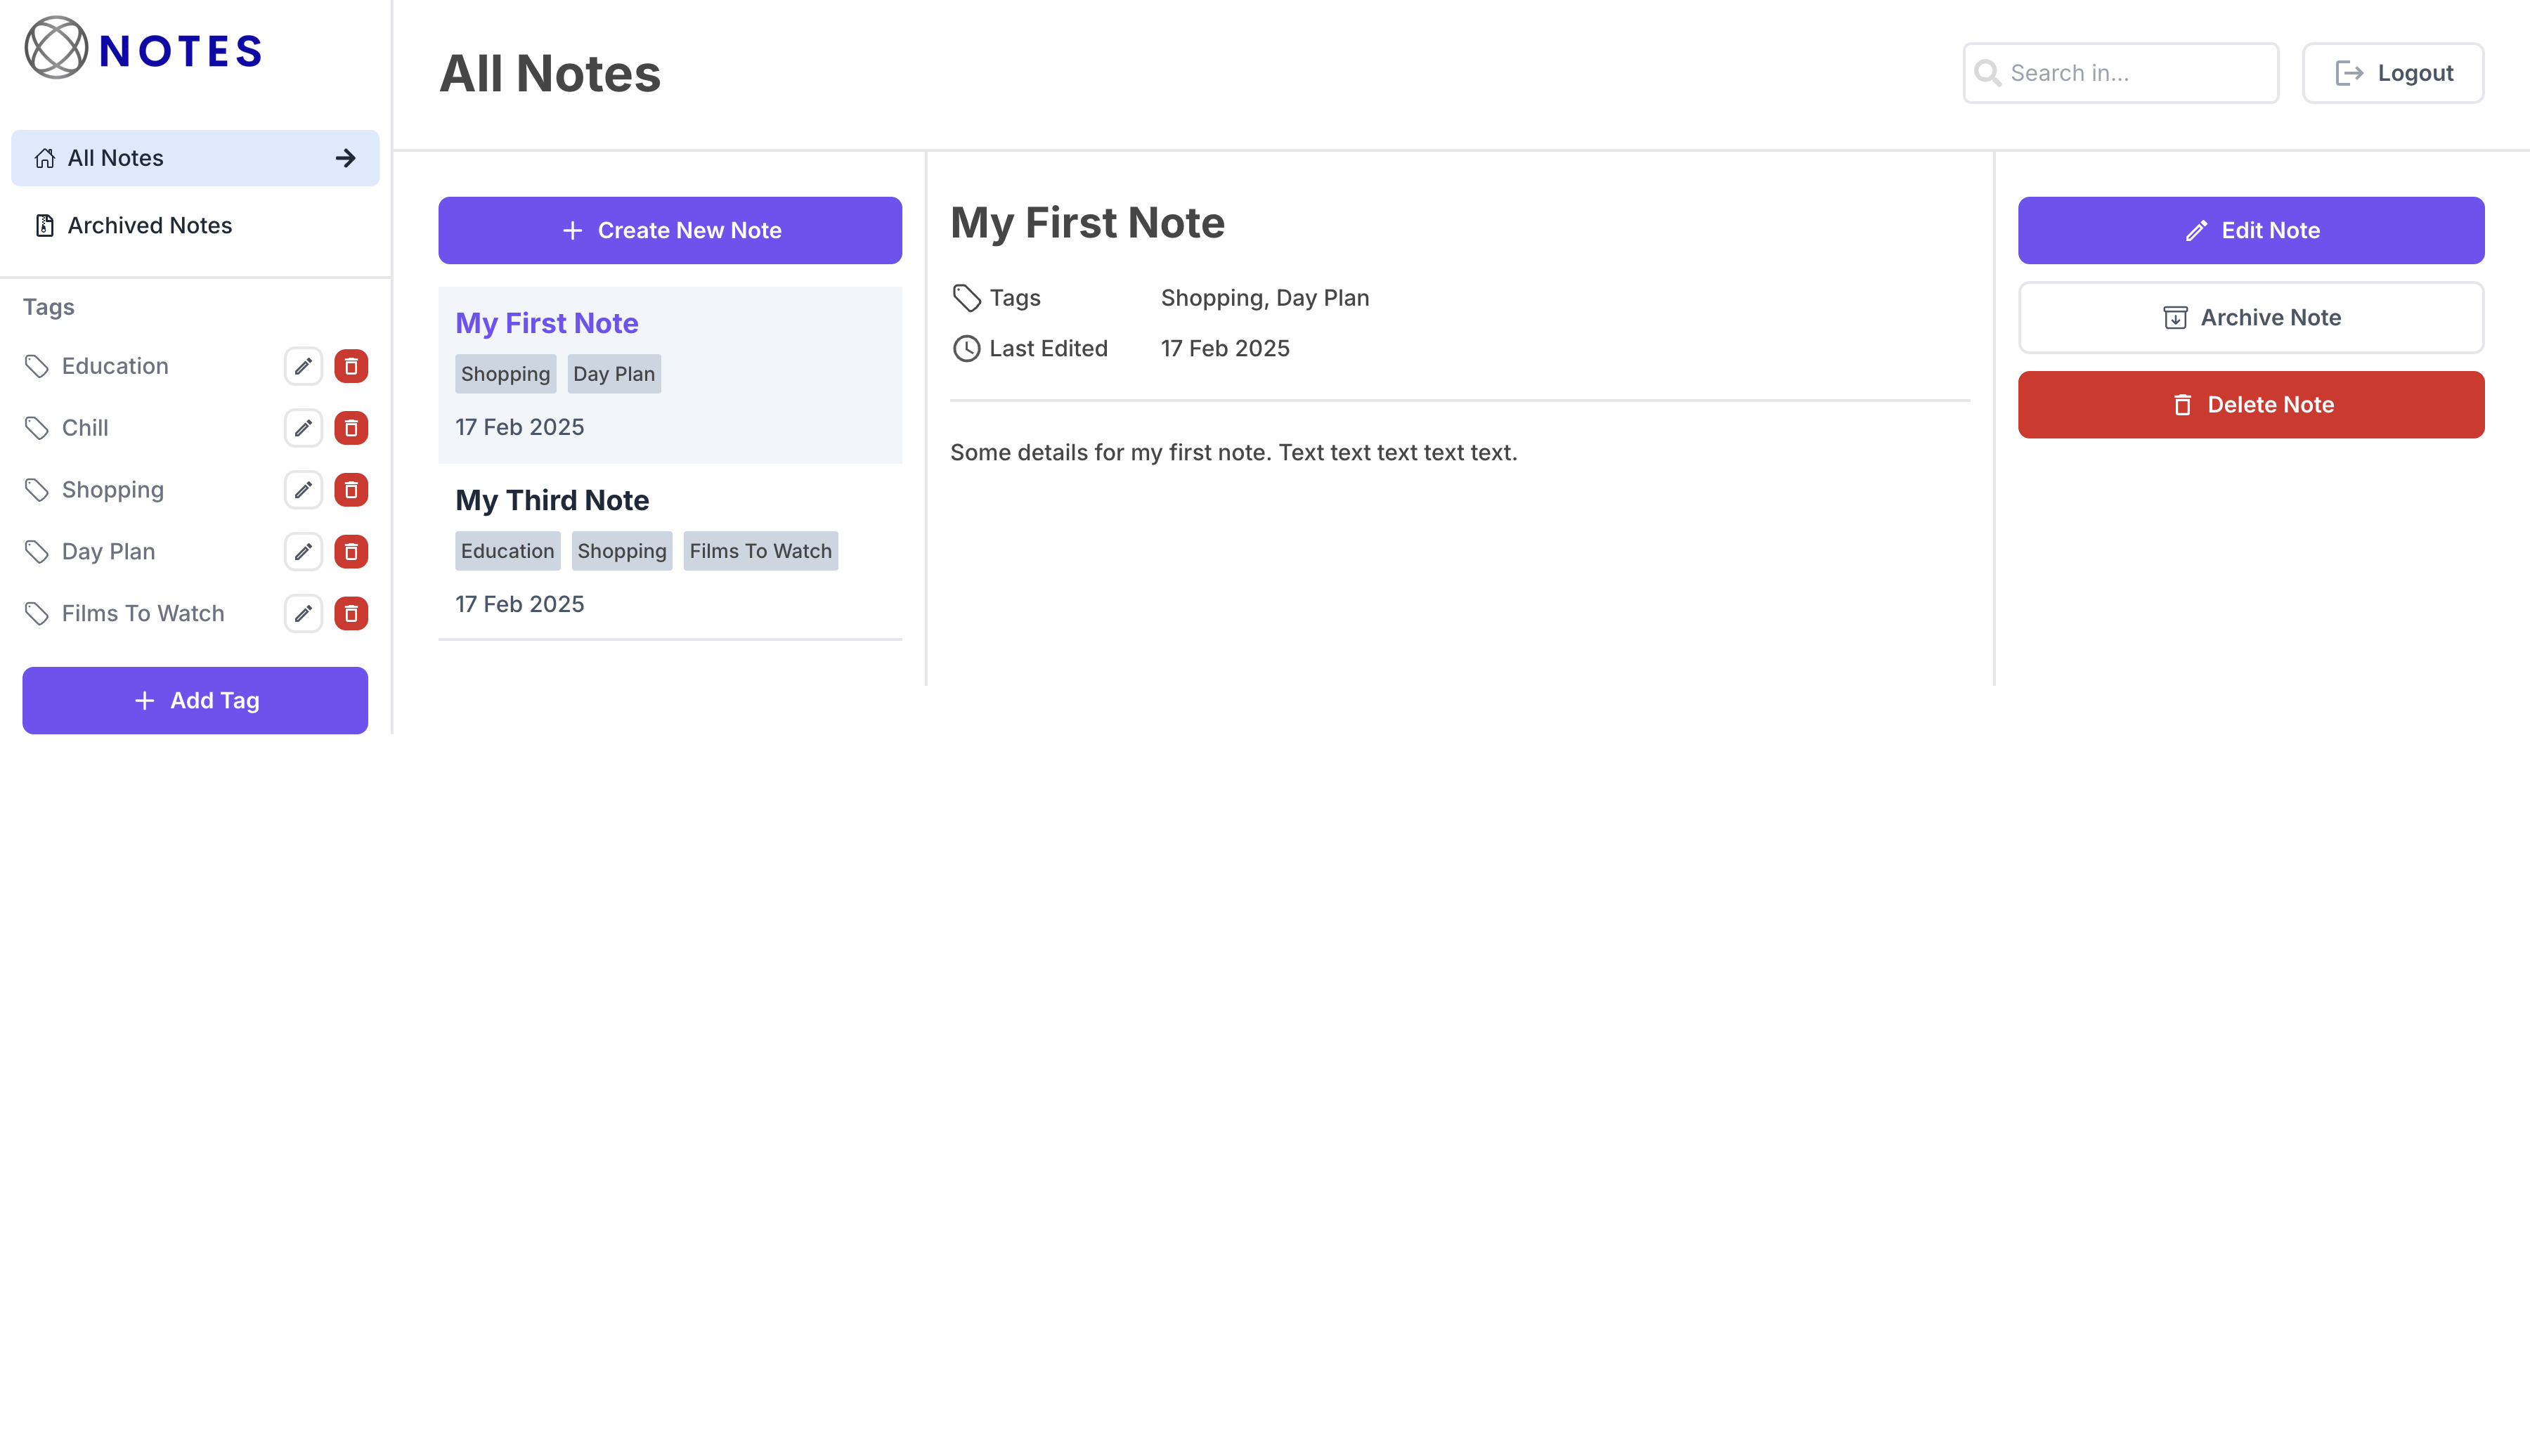 NOTES
All Notes
Archived Notes
Tags
Education
Chill
Shopping
Day Plan
Films To Watch
Add Tag
All Notes
Search in...
Logout
Create New Note
My First Note
Shopping Day Plan
17 Feb 2025
My Third Note
Education Shopping Films To Watch
17 Feb 2025
My First Note
Tags Shopping, Day Plan
Last Edited 17 Feb 2025
Some details for my first note. Text text text text text.
Edit Note
Archive Note
Delete Note